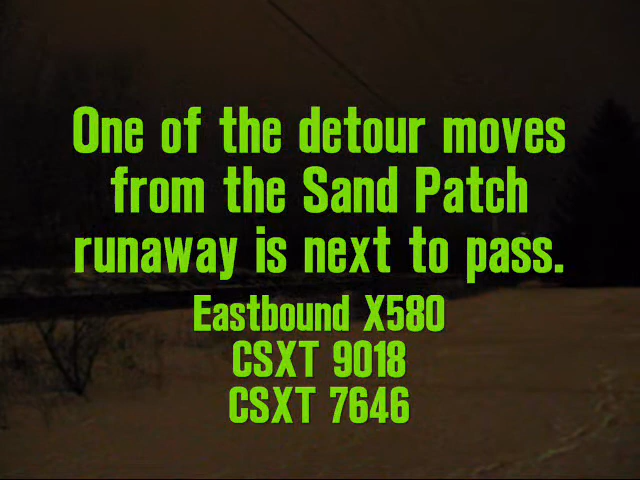 One of the detour moves
from the Sand Patch
runaway is next to pass.
Eastbound X580
CSXT 9018
CSXT 7646